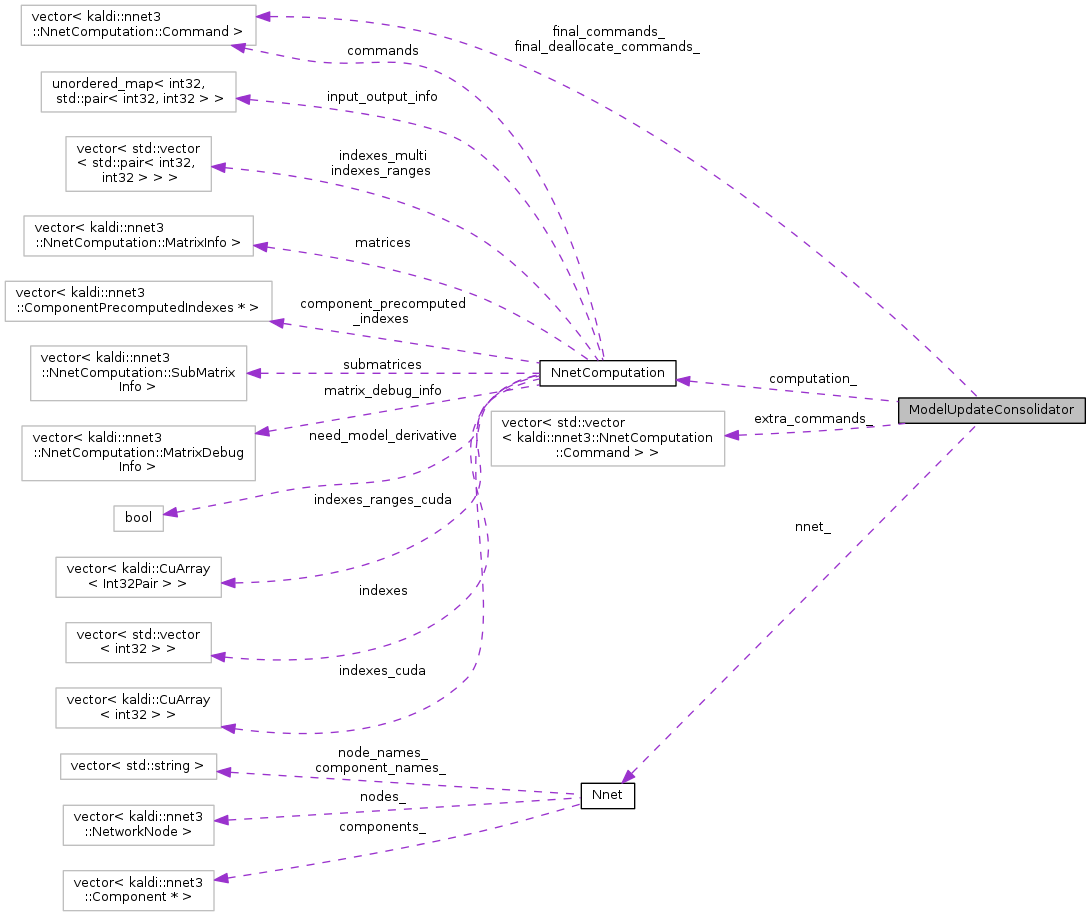 vector< kaldi::nnet3
::NnetComputation::Command >
final_commands_
final_deallocate_commands_
commands
unordered_map< int32,
std::pair< int32, int32 > >
input_output_info
vector< std::vector
< std::pair< int32,
int32 > > >
indexes_multi
indexes_ranges
vector< kaldi::nnet3
::NnetComputation::MatrixInfo >
matrices
vector< kaldi::nnet3
::ComponentPrecomputedIndexes * >
component_precomputed
_indexes
vector< kaldi::nnet3
::NnetComputation::SubMatrix
Info >
submatrices
NnetComputation
computation_
ModelUpdateConsolidator
matrix_debug_info
vector< std::vector
< kaldi::nnet3::NnetComputation
::Command > >
extra_commands_
vector< kaldi::nnet3
::NnetComputation::MatrixDebug
Info >
need_model_derivative
bool
indexes_ranges_cuda
nnet_
vector< kaldi::CuArray
< Int32Pair > >
indexes
vector< std::vector
< int32 > >
indexes_cuda
vector< kaldi::CuArray
< int32 > >
vector< std::string >
node_names_
component_names_
Nnet
nodes_
vector< kaldi::nnet3
::NetworkNode >
components_
vector< kaldi::nnet3
::Component * >